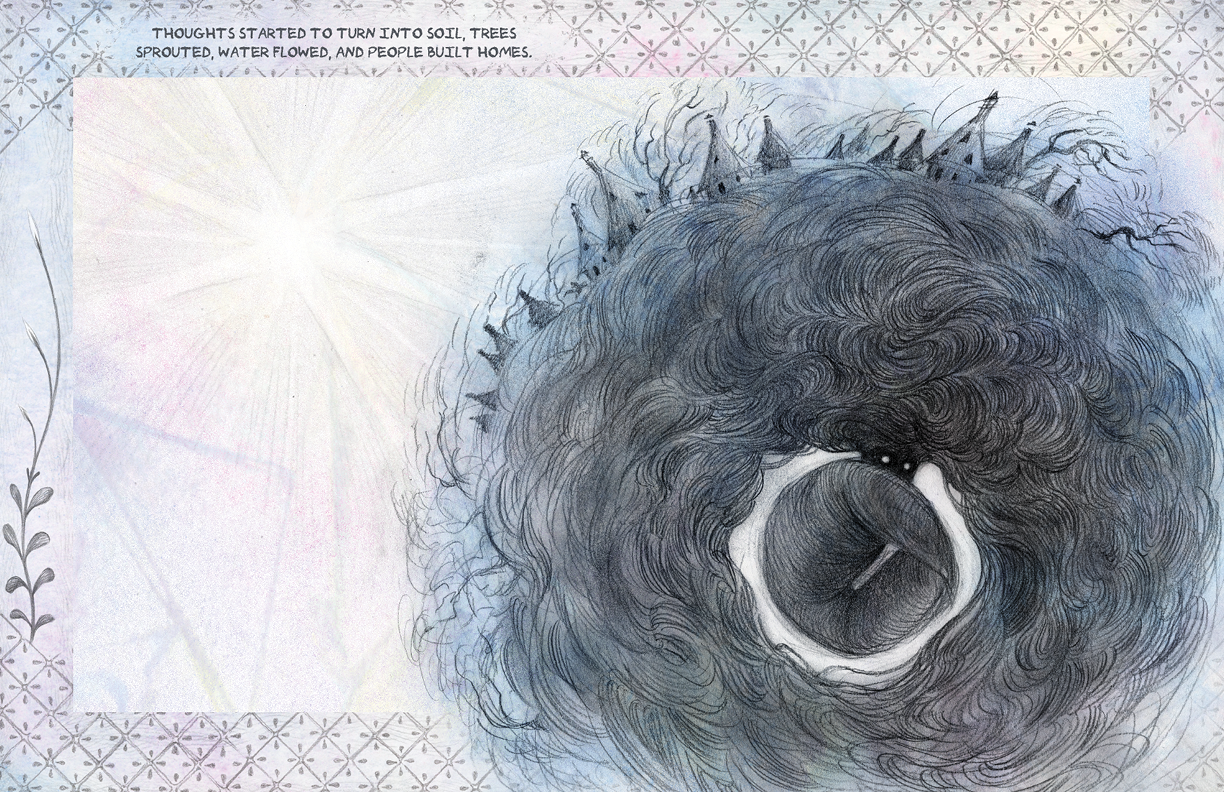 THOUGHTS STARTED TO TURN INTO SOIL, TREES
SPROUTED, WATER FLOWED, AND PEOPLE BUILT HOMES.